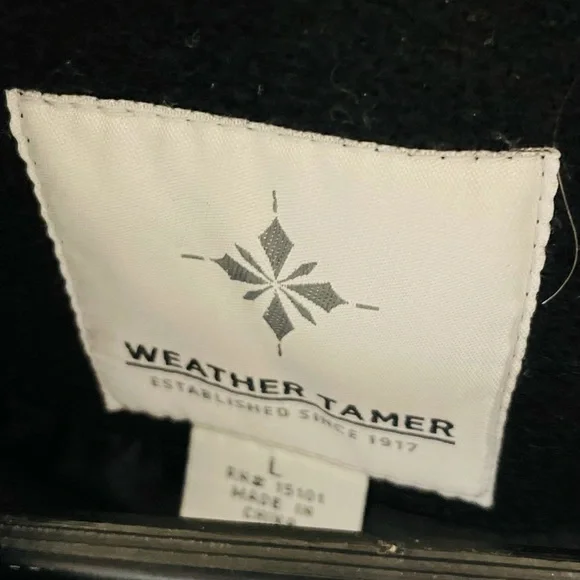 WEATHER TAMER
ESTABLISHED SINCE 1917
L
RN# 15101
MADE IN
CHINA